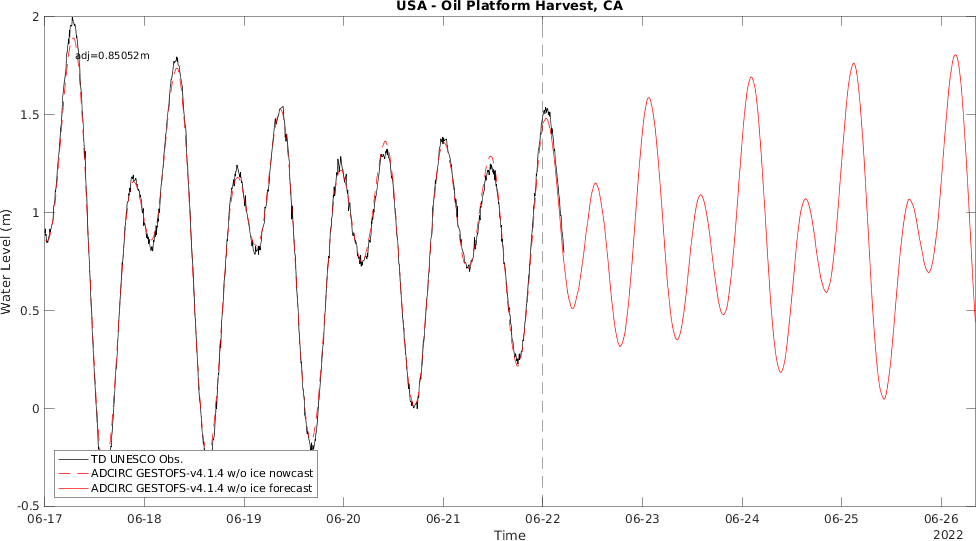 USA - Oil Platform Harvest, CA
adj=0.85052m
Water Level (m)
2
1.5
1
0.5
0
-0.5
TD UNESCO Obs.
ADCIRC GESTOFS-v4.1.4 w/o ice nowcast
ADCIRC GESTOFS-v4.1.4 w/o ice forecast
06-17 06-18 06-19 06-20 06-21 06-22 06-23 06-24 06-25 06-26
Time
2022